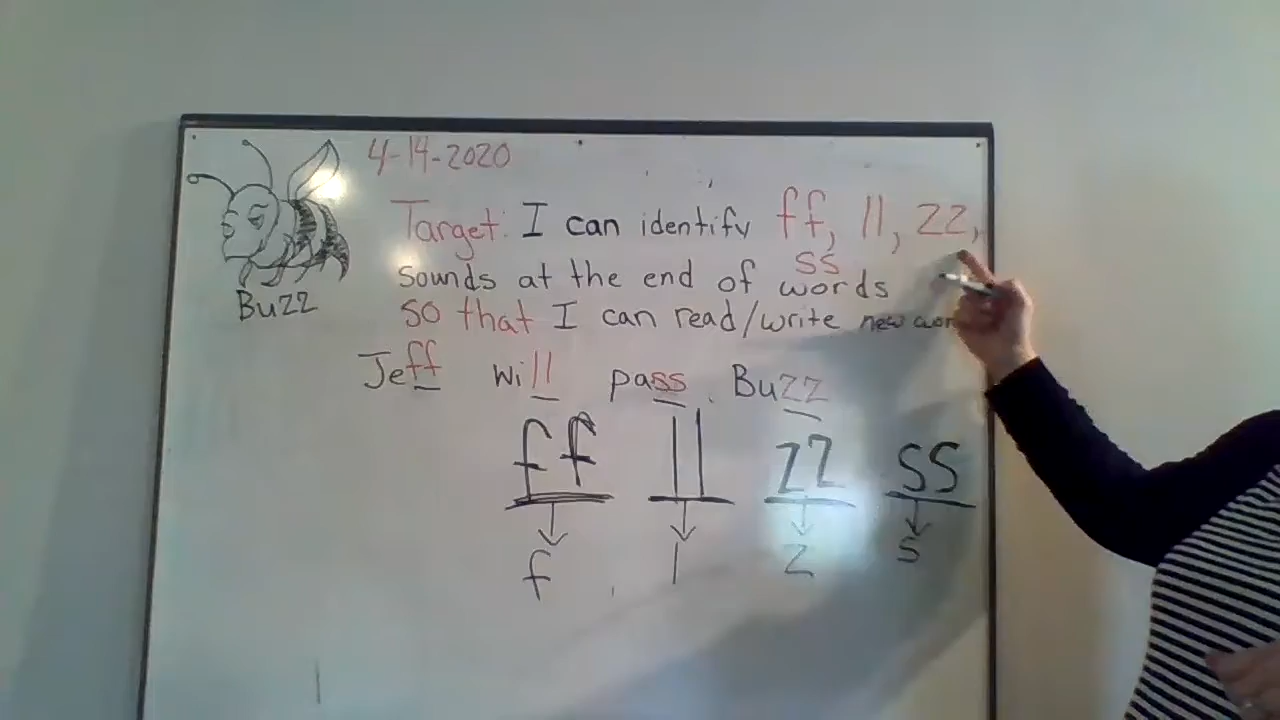 4-14-2020
Target: I can identify ff, ll, zz,
ss
sounds at the end of words
so that I can read/write new
Buzz
Jeff will pass. Buzz
ff ll zz ss
f l z s